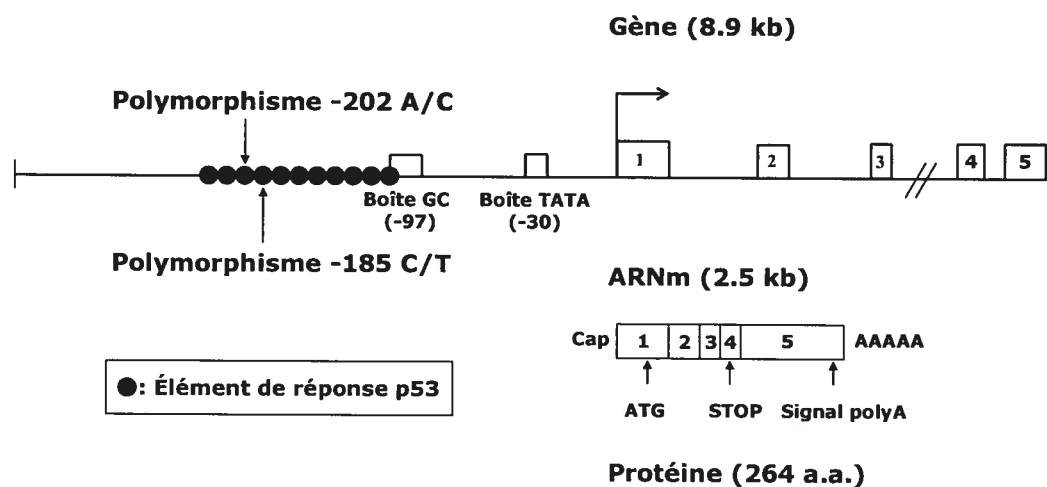 Gène (8.9 kb)
Polymorphisme -202 A/C
1 2 3 4 5
Boîte GC Boîte TATA
(-97) (-30)
Polymorphisme -185 C/T
ARNm (2.5 kb)
Cap 1 2 3 4 5 AAAAA
●: Élément de réponse p53
ATG STOP Signal polyA
Protéine (264 a.a.)